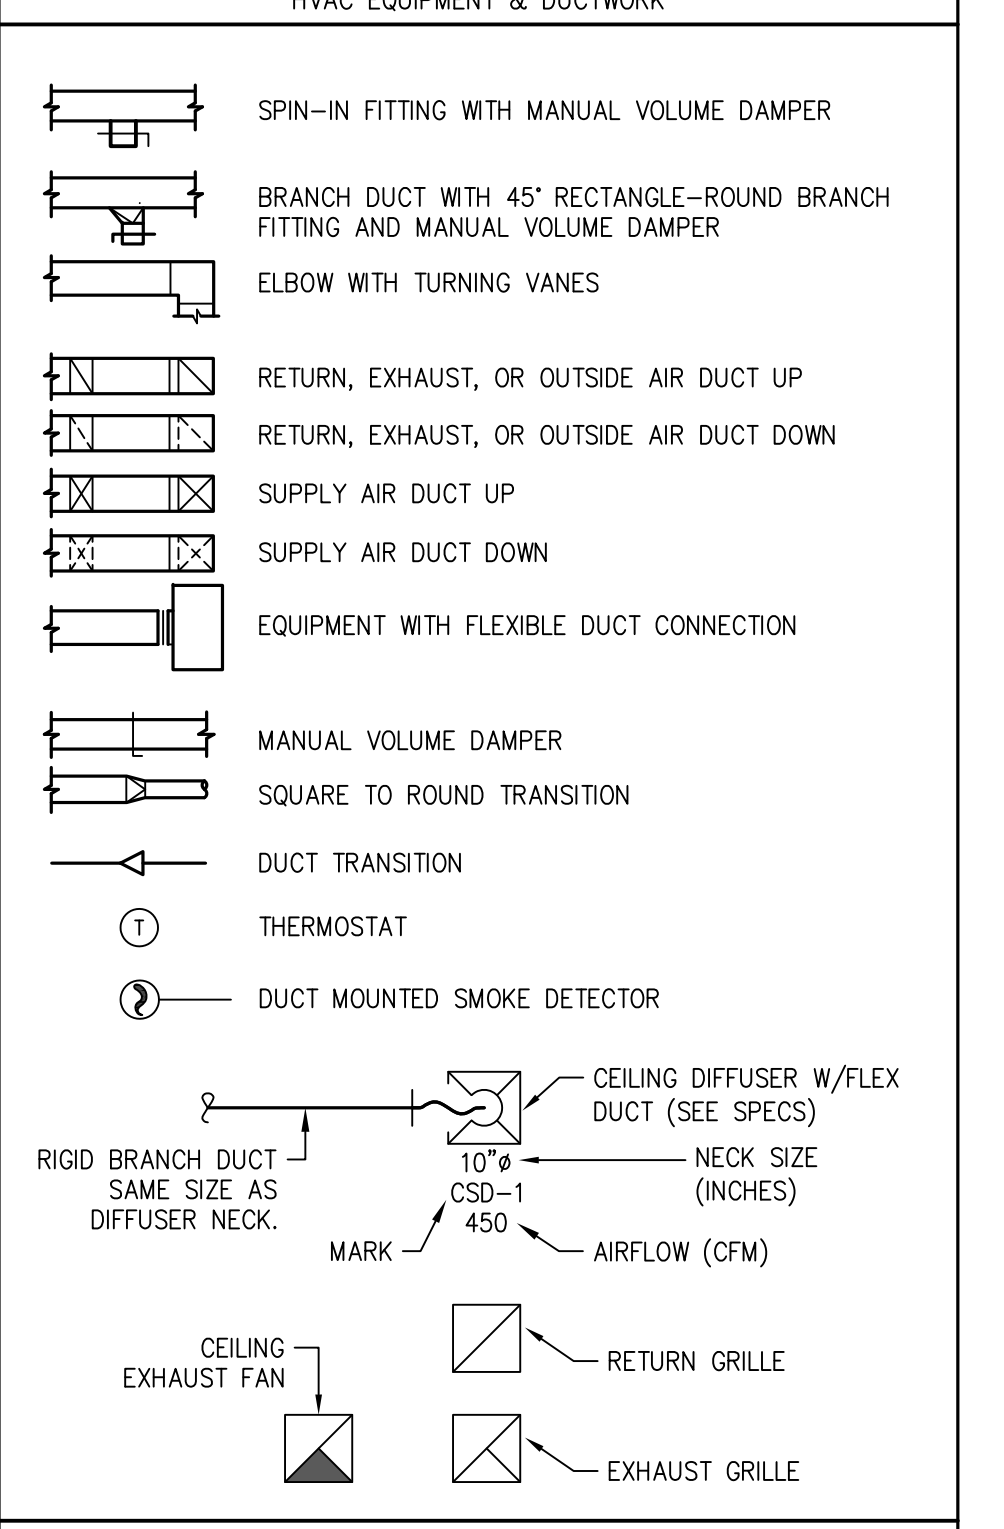 HVAC EQUIPMENT & DUCTWORK
SPIN-IN FITTING WITH MANUAL VOLUME DAMPER
BRANCH DUCT WITH 45° RECTANGLE-ROUND BRANCH
FITTING AND MANUAL VOLUME DAMPER
ELBOW WITH TURNING VANES
RETURN, EXHAUST, OR OUTSIDE AIR DUCT UP
RETURN, EXHAUST, OR OUTSIDE AIR DUCT DOWN
SUPPLY AIR DUCT UP
SUPPLY AIR DUCT DOWN
EQUIPMENT WITH FLEXIBLE DUCT CONNECTION
MANUAL VOLUME DAMPER
SQUARE TO ROUND TRANSITION
DUCT TRANSITION
T
THERMOSTAT
DUCT MOUNTED SMOKE DETECTOR
CEILING DIFFUSER W/FLEX
DUCT (SEE SPECS)
RIGID BRANCH DUCT
SAME SIZE AS
DIFFUSER NECK.
10"ø
CSD-1
450
NECK SIZE
(INCHES)
MARK
AIRFLOW (CFM)
CEILING
EXHAUST FAN
RETURN GRILLE
EXHAUST GRILLE